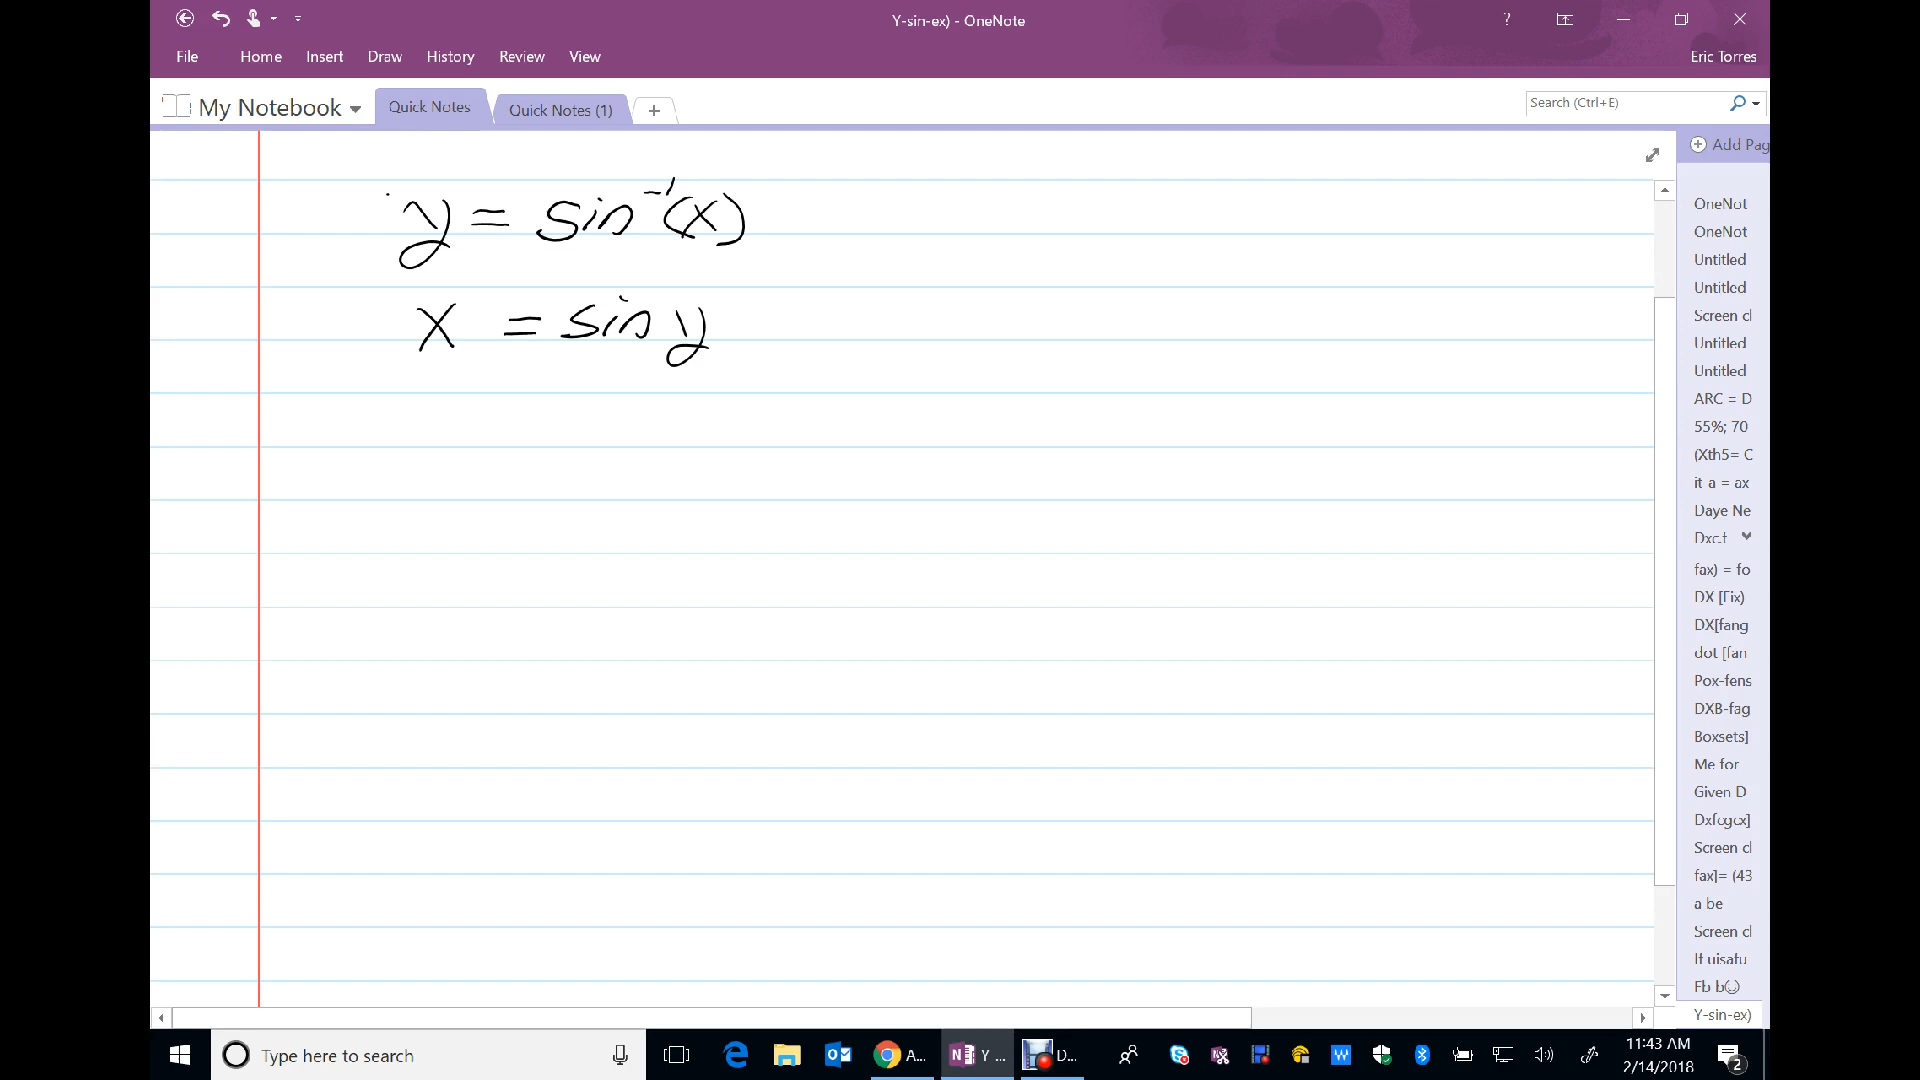 Y-sin-ex) - OneNote
File Home Insert Draw History Review View
Eric Torres
My Notebook
Quick Notes
Quick Notes (1)
Search (Ctrl+E)
Add Pag
y = sin⁻¹(x)
x = sin y
OneNot
OneNot
Untitled
Untitled
Screen cl
Untitled
Untitled
ARC = D
55%; 70
(Xth5= C
it a = ax
Daye Ne
Dxc.t
fax) = fo
DX [Fix)
DX[fang
dot [fan
Pox-fens
DXB-fag
Boxsets]
Me for
Given D
Dxfcgcx]
Screen cl
fax]= (43
a be
Screen cl
If uisafu
Fb b☺
Y-sin-ex)
Type here to search
A...
Y ...
D...
11:43 AM
2/14/2018
2